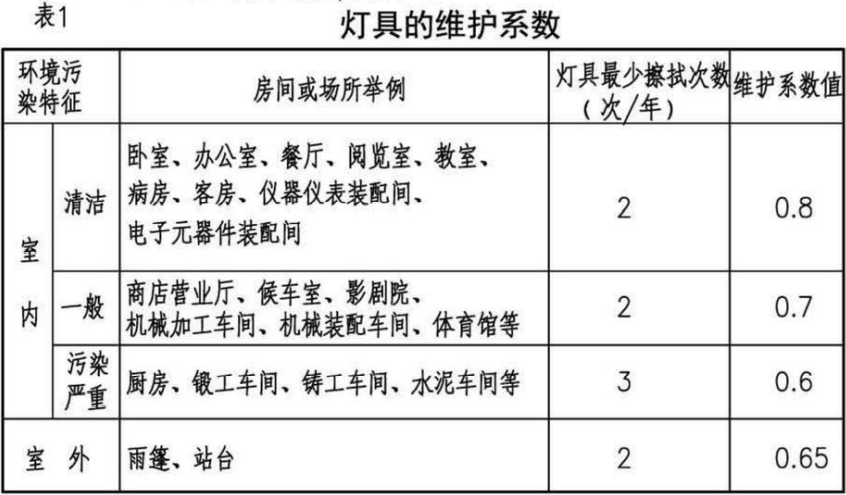 表1
灯具的维护系数
环境污
染特征
房间或场所举例
灯具最少擦拭次数
(次/年)
维护系数值
室
内
清洁
卧室、办公室、餐厅、阅览室、教室、
病房、客房、仪器仪表装配间、
电子元器件装配间
2
0.8
一般
商店营业厅、候车室、影剧院、
机械加工车间、机械装配车间、体育馆等
2
0.7
污染
严重
厨房、锻工车间、铸工车间、水泥车间等
3
0.6
室 外
雨篷、站台
2
0.65